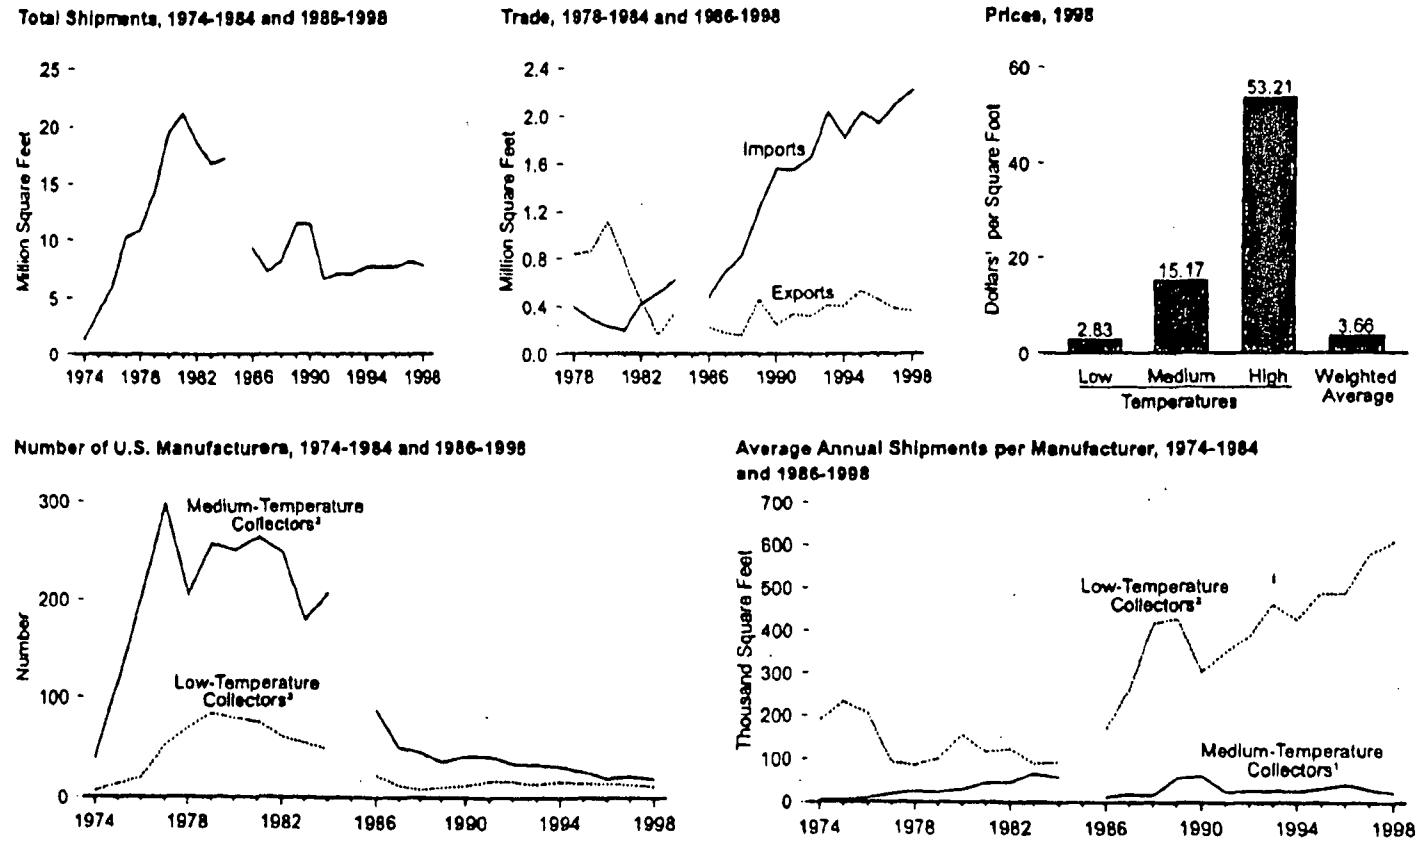 Total Shipments, 1974-1984 and 1986-1998
Million Square Feet
25
20
15
10
5
0
1974 1978 1982 1986 1990 1994 1998
Trade, 1978-1984 and 1986-1998
Million Square Feet
2.4
2.0
1.6
1.2
0.8
0.4
0.0
Imports
Exports
1978 1982 1986 1990 1994 1998
Prices, 1998
Dollars¹ per Square Foot
60
40
20
0
2.83
15.17
53.21
3.66
Low Medium High Weighted
Average
Temperatures
Number of U.S. Manufacturers, 1974-1984 and 1986-1998
Number
300
200
100
0
Medium-Temperature
Collectors²
Low-Temperature
Collectors³
1974 1978 1982 1986 1990 1994 1998
Average Annual Shipments per Manufacturer, 1974-1984
and 1986-1998
Thousand Square Feet
700
600
500
400
300
200
100
0
Low-Temperature
Collectors²
Medium-Temperature
Collectors¹
1974 1978 1982 1986 1990 1994 1998